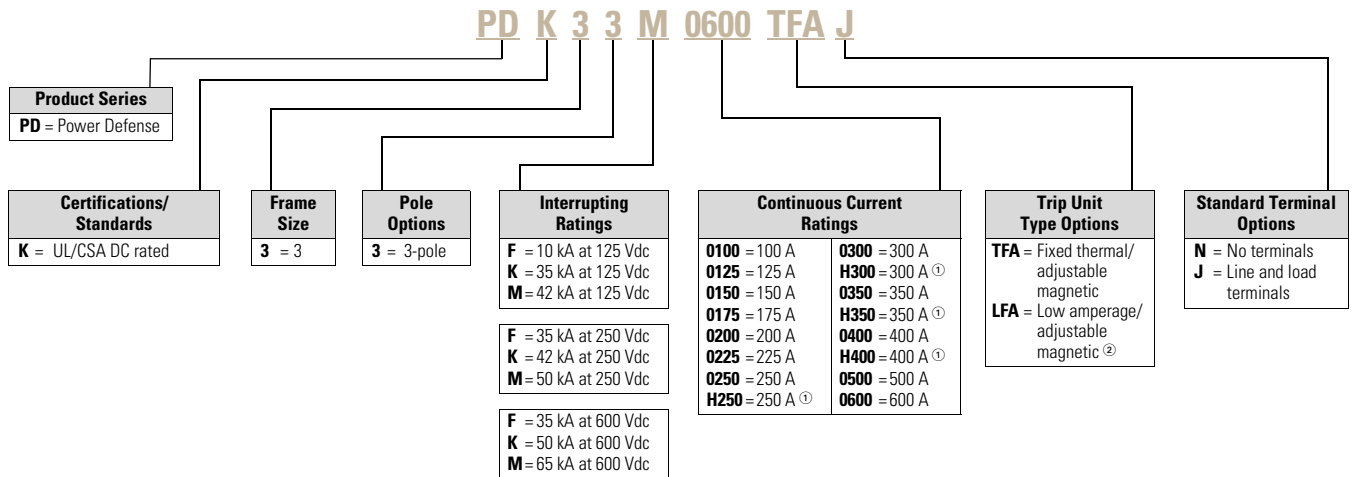 PD K 3 3 M 0600 TFA J
Product Series
PD = Power Defense
Certifications/
Standards
K = UL/CSA DC rated
Frame
Size
3 = 3
Pole
Options
3 = 3-pole
Interrupting
Ratings
F = 10 kA at 125 Vdc
K = 35 kA at 125 Vdc
M = 42 kA at 125 Vdc
F = 35 kA at 250 Vdc
K = 42 kA at 250 Vdc
M = 50 kA at 250 Vdc
F = 35 kA at 600 Vdc
K = 50 kA at 600 Vdc
M = 65 kA at 600 Vdc
Continuous Current
Ratings
0100 = 100 A
0125 = 125 A
0150 = 150 A
0175 = 175 A
0200 = 200 A
0225 = 225 A
0250 = 250 A
H250 = 250 A ①
0300 = 300 A
H300 = 300 A ①
0350 = 350 A
H350 = 350 A ①
0400 = 400 A
H400 = 400 A ①
0500 = 500 A
0600 = 600 A
Trip Unit
Type Options
TFA = Fixed thermal/
adjustable
magnetic
LFA = Low amperage/
adjustable
magnetic ②
Standard Terminal
Options
N = No terminals
J = Line and load
terminals